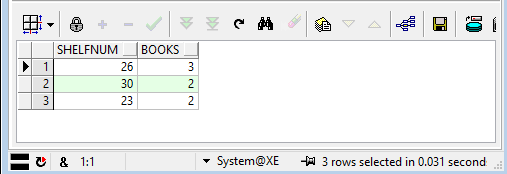 SHELFNUM BOOKS
1 26 3
2 30 2
3 23 2
& 1:1 System@XE 3 rows selected in 0.031 second